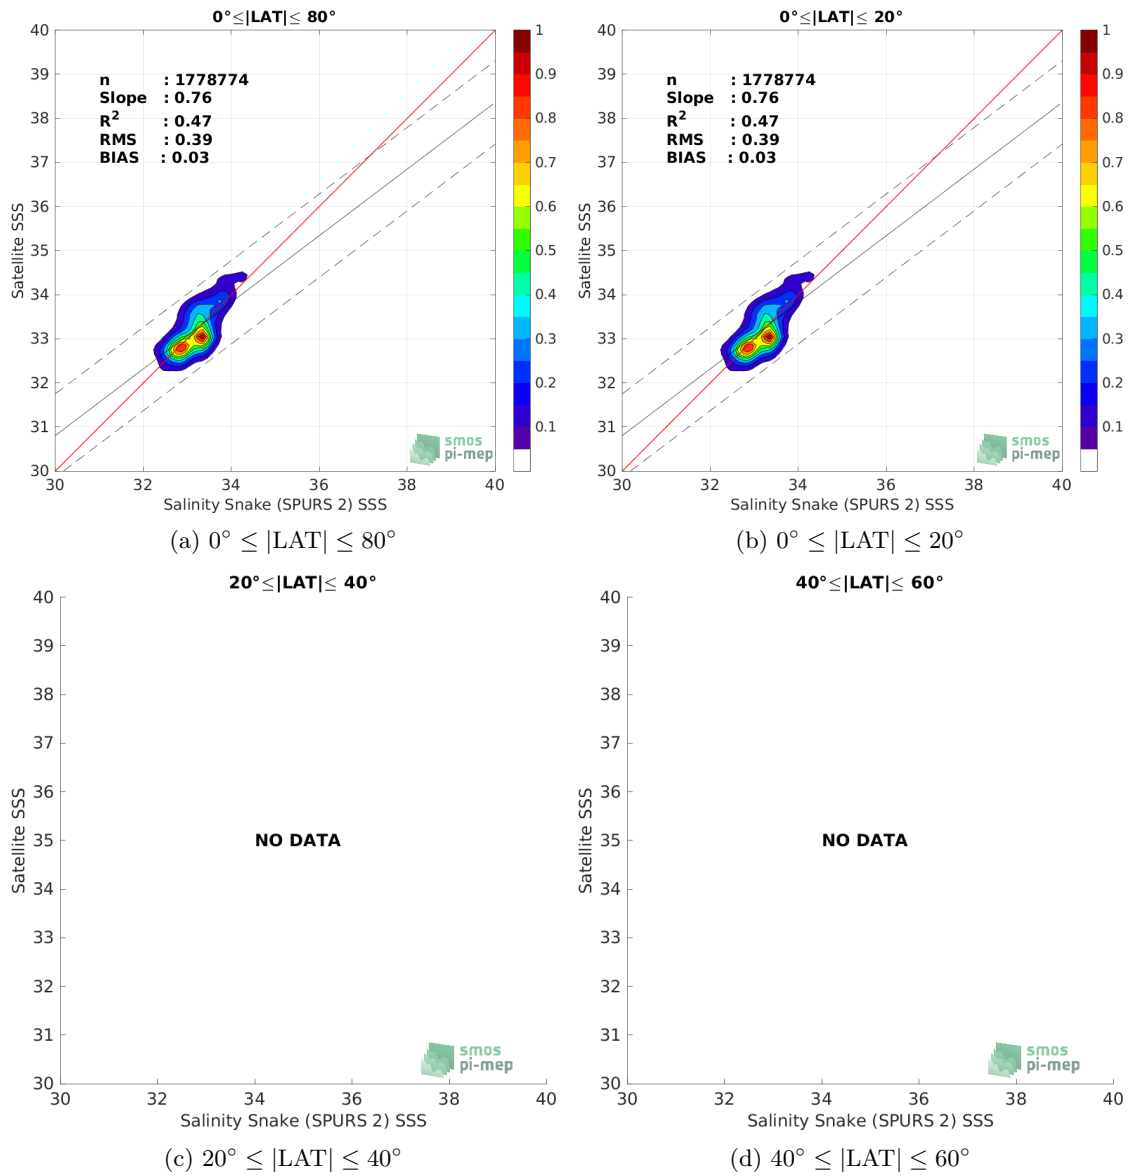 0°≤|LAT|≤ 80°
40
39
38
37
36
35
34
33
32
31
30
30
32
34
36
38
40
Satellite SSS
Salinity Snake (SPURS 2) SSS
n : 1778774
Slope : 0.76
R² : 0.47
RMS : 0.39
BIAS : 0.03
1
0.9
0.8
0.7
0.6
0.5
0.4
0.3
0.2
0.1
smos
pi-mep
(a) 0° ≤ |LAT| ≤ 80°
0°≤|LAT|≤ 20°
40
39
38
37
36
35
34
33
32
31
30
30
32
34
36
38
40
Satellite SSS
Salinity Snake (SPURS 2) SSS
n : 1778774
Slope : 0.76
R² : 0.47
RMS : 0.39
BIAS : 0.03
1
0.9
0.8
0.7
0.6
0.5
0.4
0.3
0.2
0.1
smos
pi-mep
(b) 0° ≤ |LAT| ≤ 20°
20°≤|LAT|≤ 40°
40
39
38
37
36
35
34
33
32
31
30
30
32
34
36
38
40
Satellite SSS
Salinity Snake (SPURS 2) SSS
NO DATA
smos
pi-mep
(c) 20° ≤ |LAT| ≤ 40°
40°≤|LAT|≤ 60°
40
39
38
37
36
35
34
33
32
31
30
30
32
34
36
38
40
Satellite SSS
Salinity Snake (SPURS 2) SSS
NO DATA
smos
pi-mep
(d) 40° ≤ |LAT| ≤ 60°